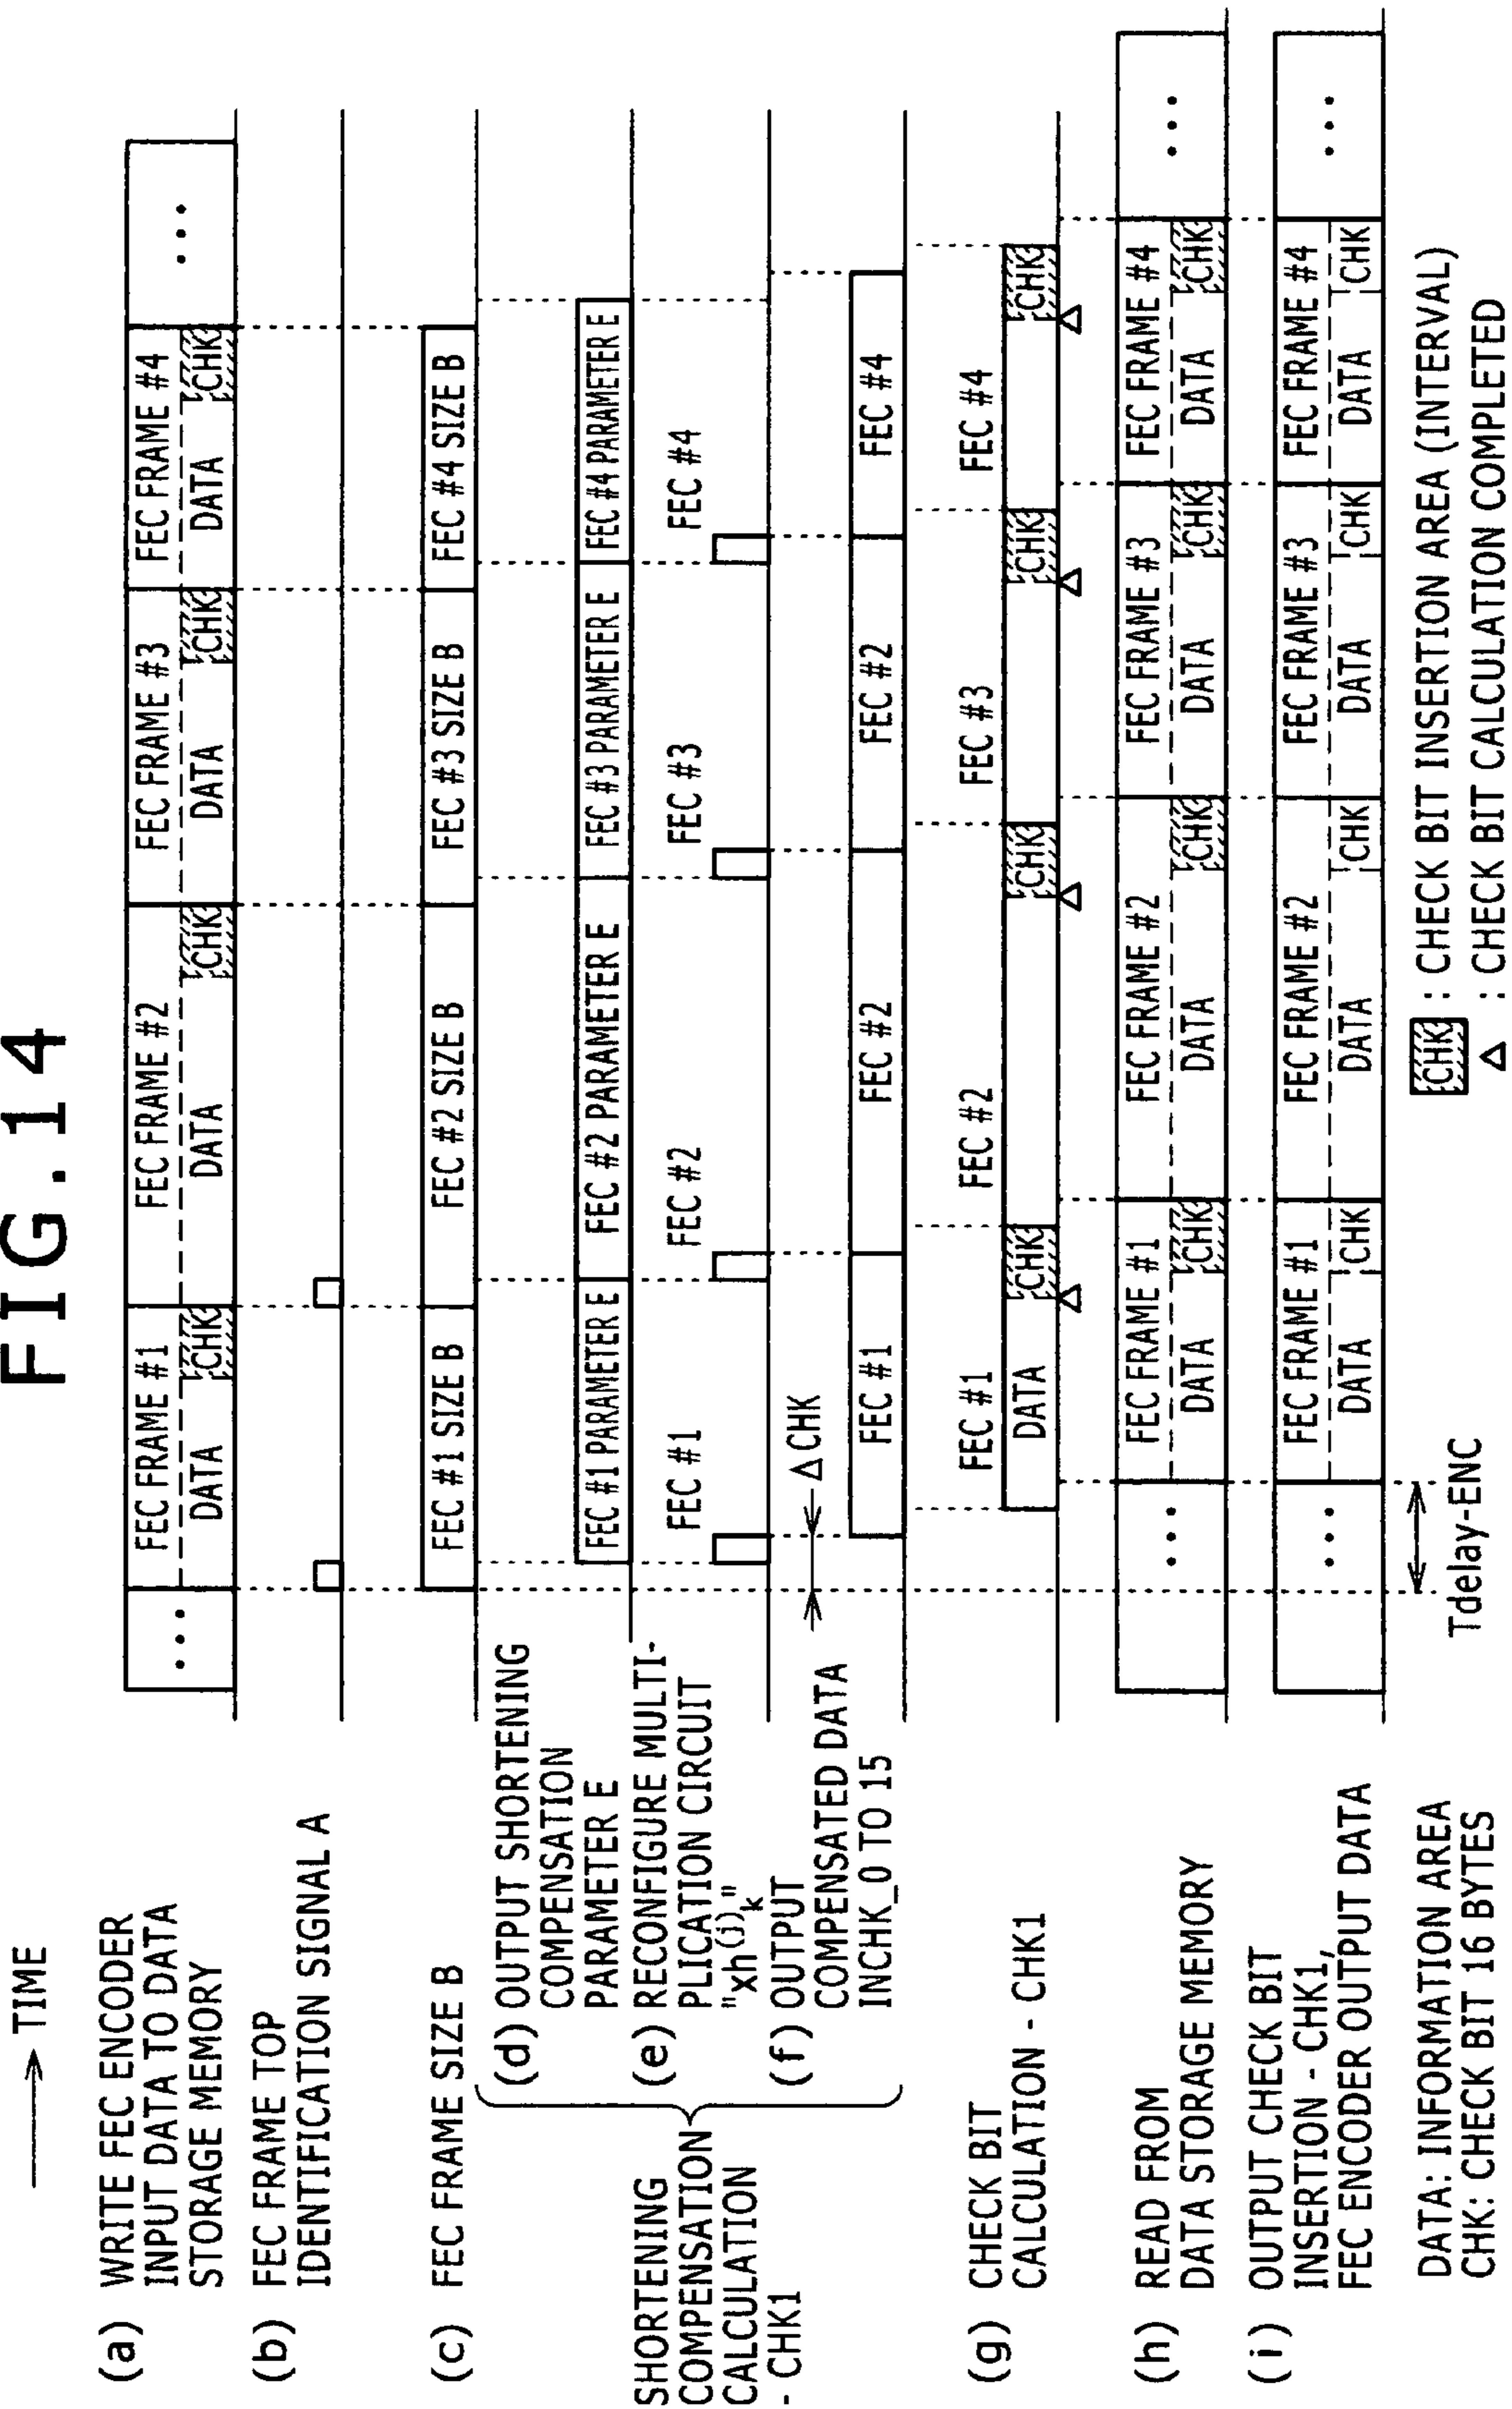 FIG.14
TIME
(a) WRITE FEC ENCODER
INPUT DATA TO DATA
STORAGE MEMORY
... FEC FRAME #1 FEC FRAME #2 FEC FRAME #3 FEC FRAME #4 ...
DATA CHK DATA CHK DATA CHK DATA CHK
(b) FEC FRAME TOP
IDENTIFICATION SIGNAL A
(c) FEC FRAME SIZE B
FEC #1 SIZE B FEC #2 SIZE B FEC #3 SIZE B FEC #4 SIZE B
SHORTENING
COMPENSATION
CALCULATION
- CHK1
(d) OUTPUT SHORTENING
COMPENSATION
PARAMETER E
FEC #1 PARAMETER E FEC #2 PARAMETER E FEC #3 PARAMETER E FEC #4 PARAMETER E
(e) RECONFIGURE MULTI-
PLICATION CIRCUIT
"xh(j)k"
FEC #1 FEC #2 FEC #3 FEC #4
(f) OUTPUT
COMPENSATED DATA
INCHK_0 TO 15
Δ CHK
FEC #1 FEC #2 FEC #2 FEC #4
(g) CHECK BIT
CALCULATION - CHK1
FEC #1 FEC #2 FEC #3 FEC #4
DATA CHK CHK CHK CHK
(h) READ FROM
DATA STORAGE MEMORY
... FEC FRAME #1 FEC FRAME #2 FEC FRAME #3 FEC FRAME #4 ...
DATA CHK DATA CHK DATA CHK DATA CHK
(i) OUTPUT CHECK BIT
INSERTION - CHK1,
FEC ENCODER OUTPUT DATA
... FEC FRAME #1 FEC FRAME #2 FEC FRAME #3 FEC FRAME #4 ...
DATA CHK DATA CHK DATA CHK DATA CHK
Tdelay-ENC
DATA: INFORMATION AREA
CHK: CHECK BIT 16 BYTES
CHK : CHECK BIT INSERTION AREA (INTERVAL)
Δ : CHECK BIT CALCULATION COMPLETED